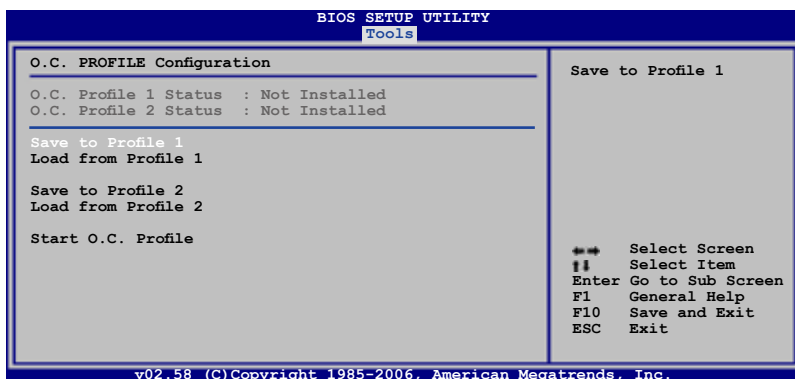 BIOS SETUP UTILITY
Tools
O.C. PROFILE Configuration
O.C. Profile 1 Status : Not Installed
O.C. Profile 2 Status : Not Installed
Save to Profile 1
Load from Profile 1
Save to Profile 2
Load from Profile 2
Start O.C. Profile
Save to Profile 1
Select Screen
Select Item
Enter Go to Sub Screen
F1 General Help
F10 Save and Exit
ESC Exit
v02.58 (C)Copyright 1985-2006, American Megatrends, Inc.